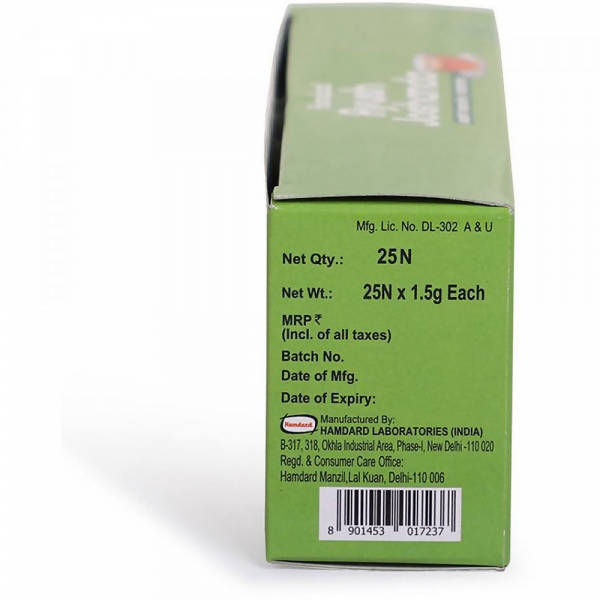 Joshanda
Mfg. Lic. No. DL-302 A & U
Net Qty.: 25N
Net Wt.: 25N x 1.5g Each
MRP ₹
(Incl. of all taxes)
Batch No.
Date of Mfg.
Date of Expiry:
Hamdard
Manufactured By:
HAMDARD LABORATORIES (INDIA)
B-317, 318, Okhla Industrial Area, Phase-I, New Delhi -110 020
Regd. & Consumer Care Office:
Hamdard Manzil,Lal Kuan, Delhi-110 006
8 901453 017237